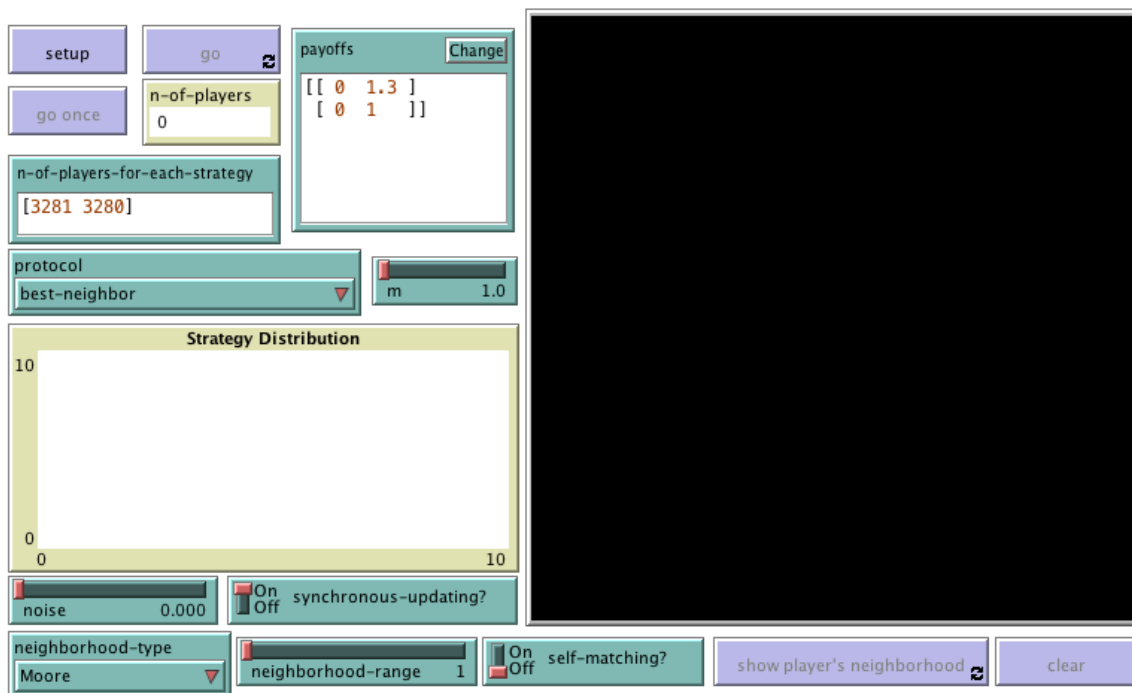 setup
go
payoffs
Change
[[ 0 1.3 ]
[ 0 1 ]]
go once
n-of-players
0
n-of-players-for-each-strategy
[3281 3280]
protocol
best-neighbor
m 1.0
Strategy Distribution
10
0
0 10
noise 0.000
On
Off
synchronous-updating?
neighborhood-type
Moore
neighborhood-range 1
On
Off
self-matching?
show player's neighborhood
clear